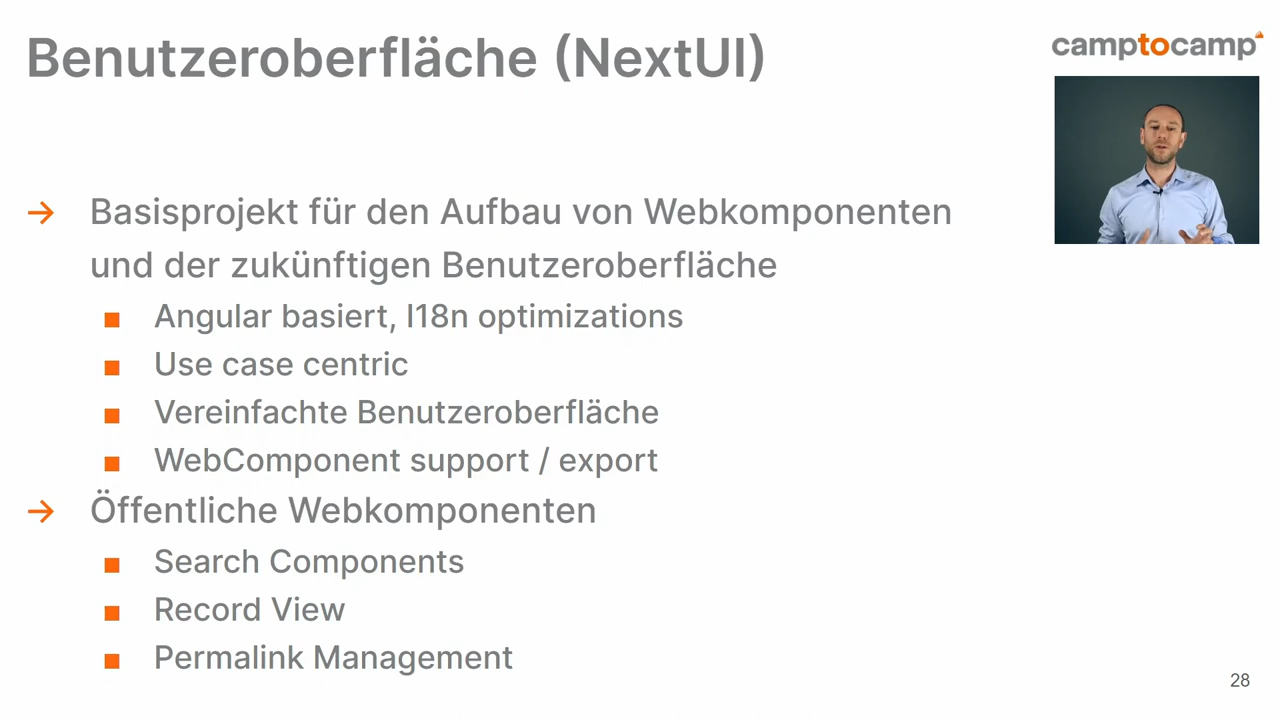 Benutzeroberfläche (NextUI)
camptocamp
→ Basisprojekt für den Aufbau von Webkomponenten
und der zukünftigen Benutzeroberfläche
■ Angular basiert, I18n optimizations
■ Use case centric
■ Vereinfachte Benutzeroberfläche
■ WebComponent support / export
→ Öffentliche Webkomponenten
■ Search Components
■ Record View
■ Permalink Management
28